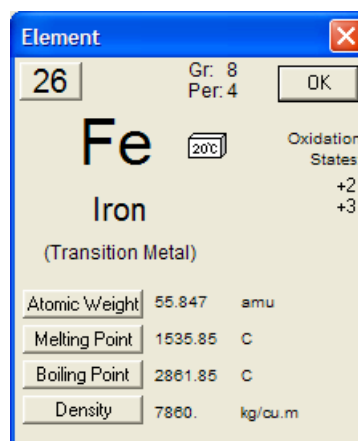 Element
26
Gr: 8
Per: 4
OK
Fe
20℃
Oxidation
States
+2
+3
Iron
(Transition Metal)
Atomic Weight 55.847 amu
Melting Point 1535.85 C
Boiling Point 2861.85 C
Density 7860. kg/cu.m